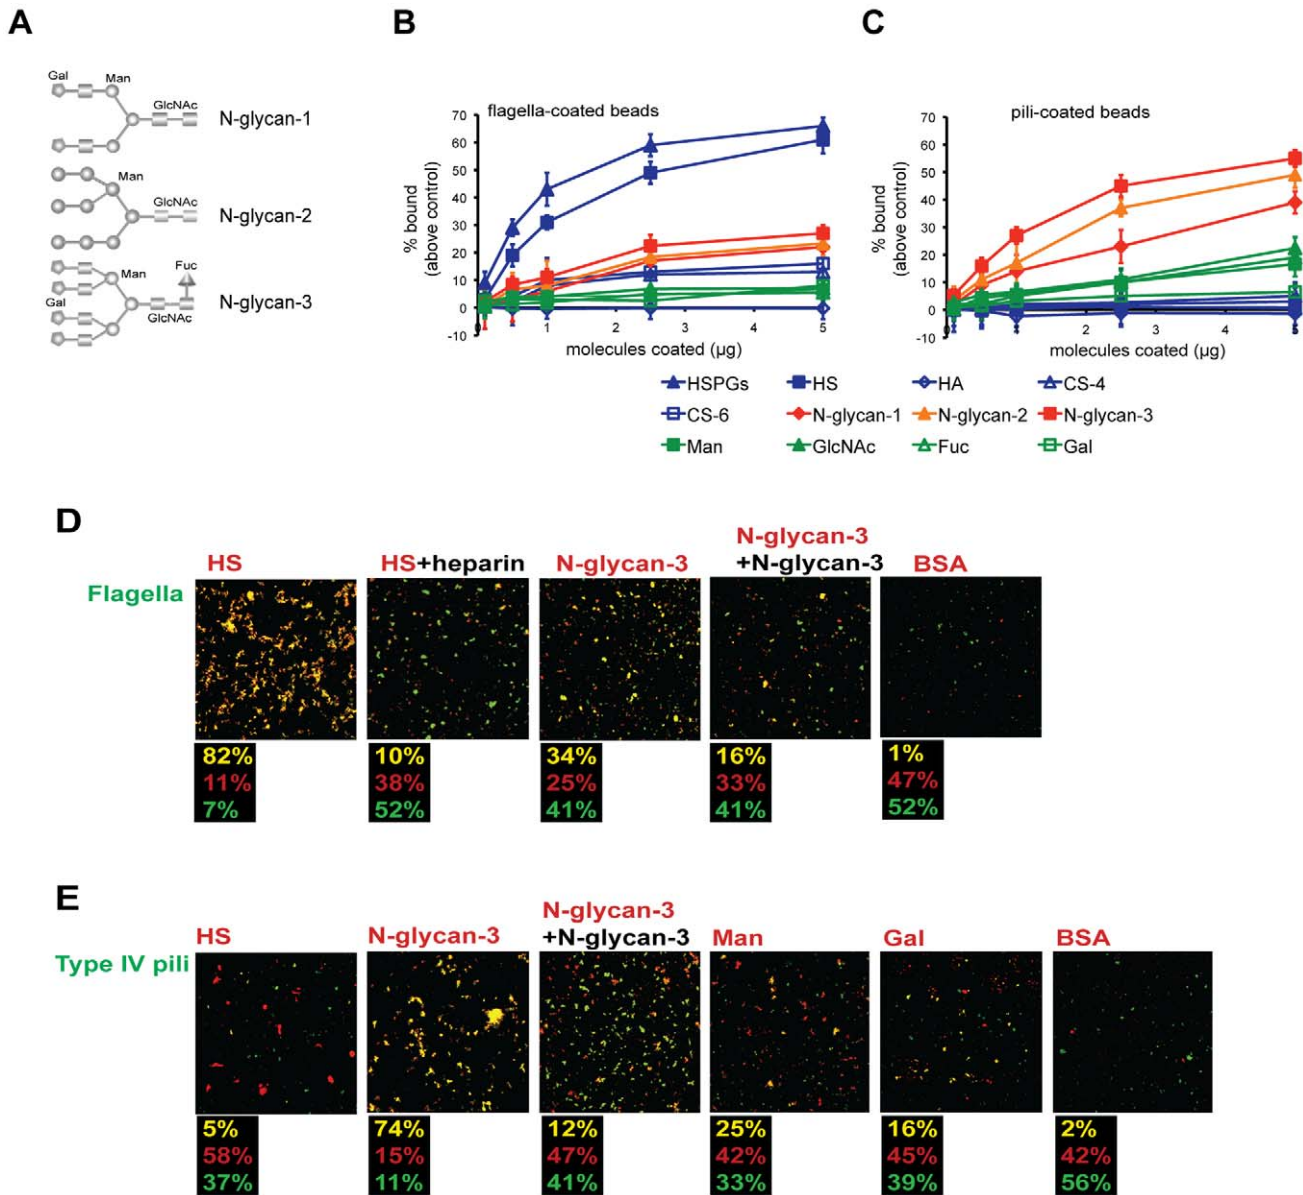 A
Gal
Man
GlcNAc
N-glycan-1
Man
GlcNAc
N-glycan-2
Man
Fuc
Gal
GlcNAc
N-glycan-3
B
flagella-coated beads
% bound
(above control)
70
60
50
40
30
20
10
0
-10
0
1
2
3
4
5
molecules coated (µg)
C
pili-coated beads
% bound
(above control)
70
60
50
40
30
20
10
0
-10
0
1
2
3
4
5
molecules coated (µg)
HSPGs HS HA CS-4
CS-6 N-glycan-1 N-glycan-2 N-glycan-3
Man GlcNAc Fuc Gal
D
Flagella
HS
82%
11%
7%
HS+heparin
10%
38%
52%
N-glycan-3
34%
25%
41%
N-glycan-3
+N-glycan-3
16%
33%
41%
BSA
1%
47%
52%
E
Type IV pili
HS
5%
58%
37%
N-glycan-3
74%
15%
11%
N-glycan-3
+N-glycan-3
12%
47%
41%
Man
25%
42%
33%
Gal
16%
45%
39%
BSA
2%
42%
56%